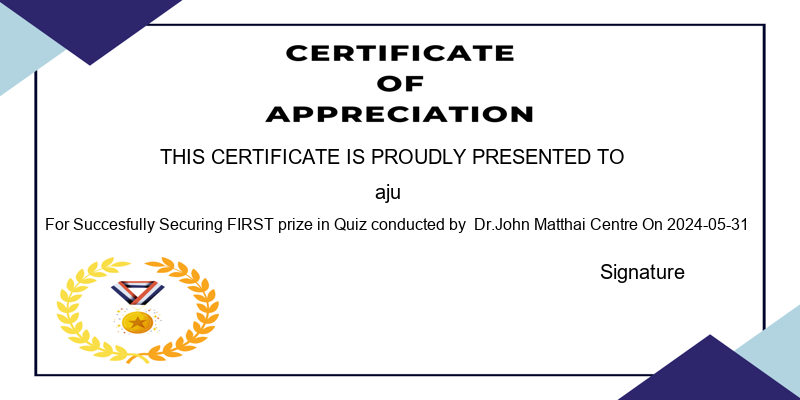 CERTIFICATE
OF
APPRECIATION
THIS CERTIFICATE IS PROUDLY PRESENTED TO
aju
For Succesfully Securing FIRST prize in Quiz conducted by  Dr.John Matthai Centre On 2024-05-31
Signature